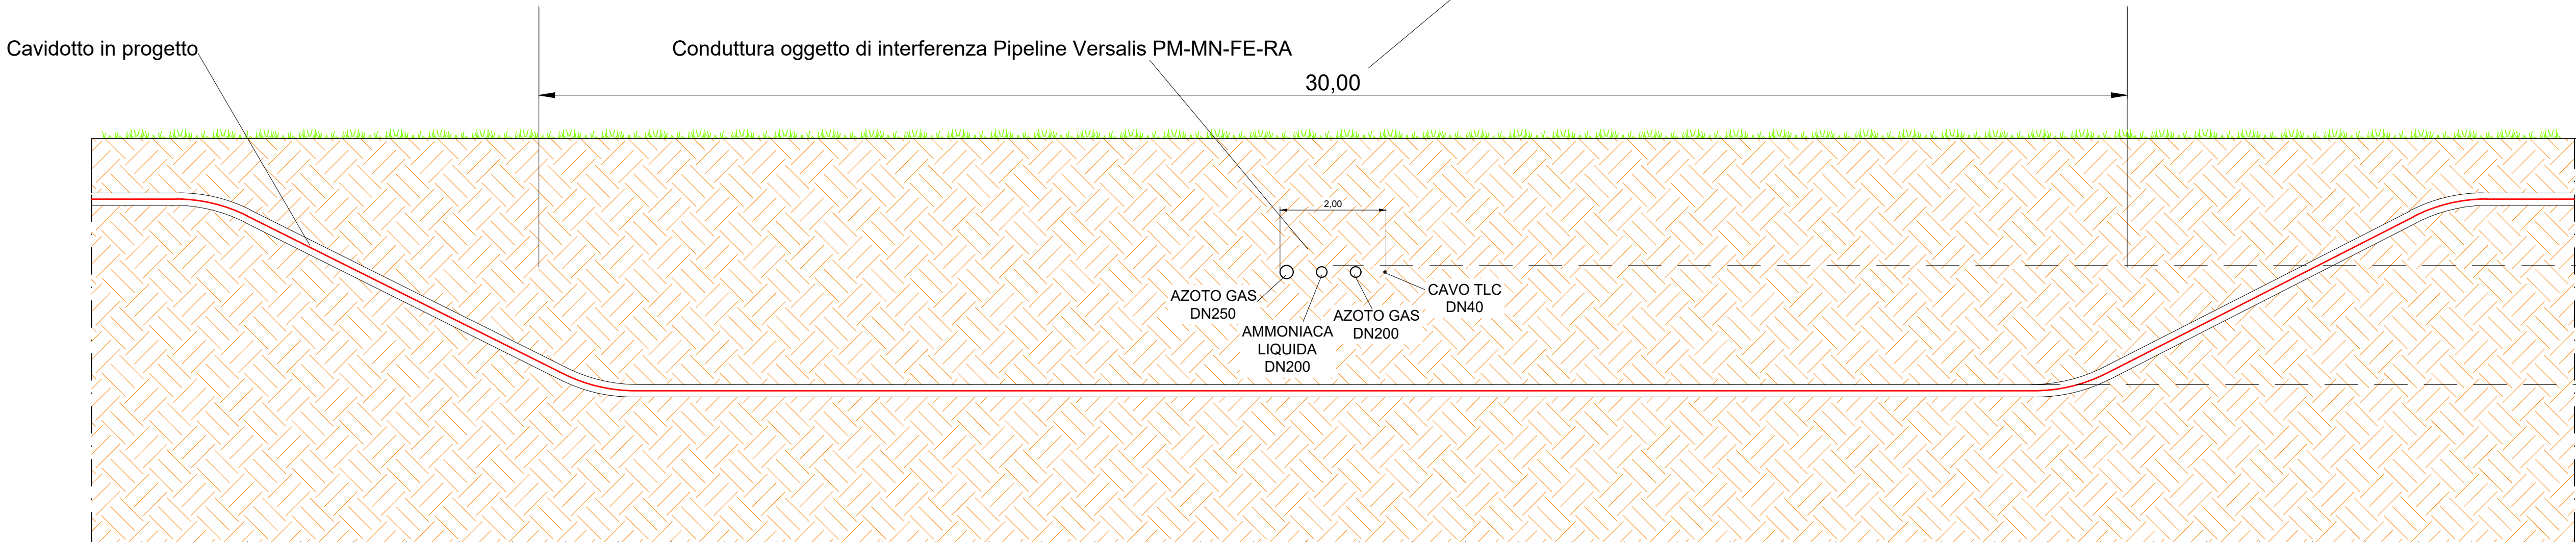 Cavidotto in progetto
Conduttura oggetto di interferenza Pipeline Versalis PM-MN-FE-RA
30,00
2,00
AZOTO GAS
DN250
AMMONIACA
LIQUIDA
DN200
AZOTO GAS
DN200
CAVO TLC
DN40